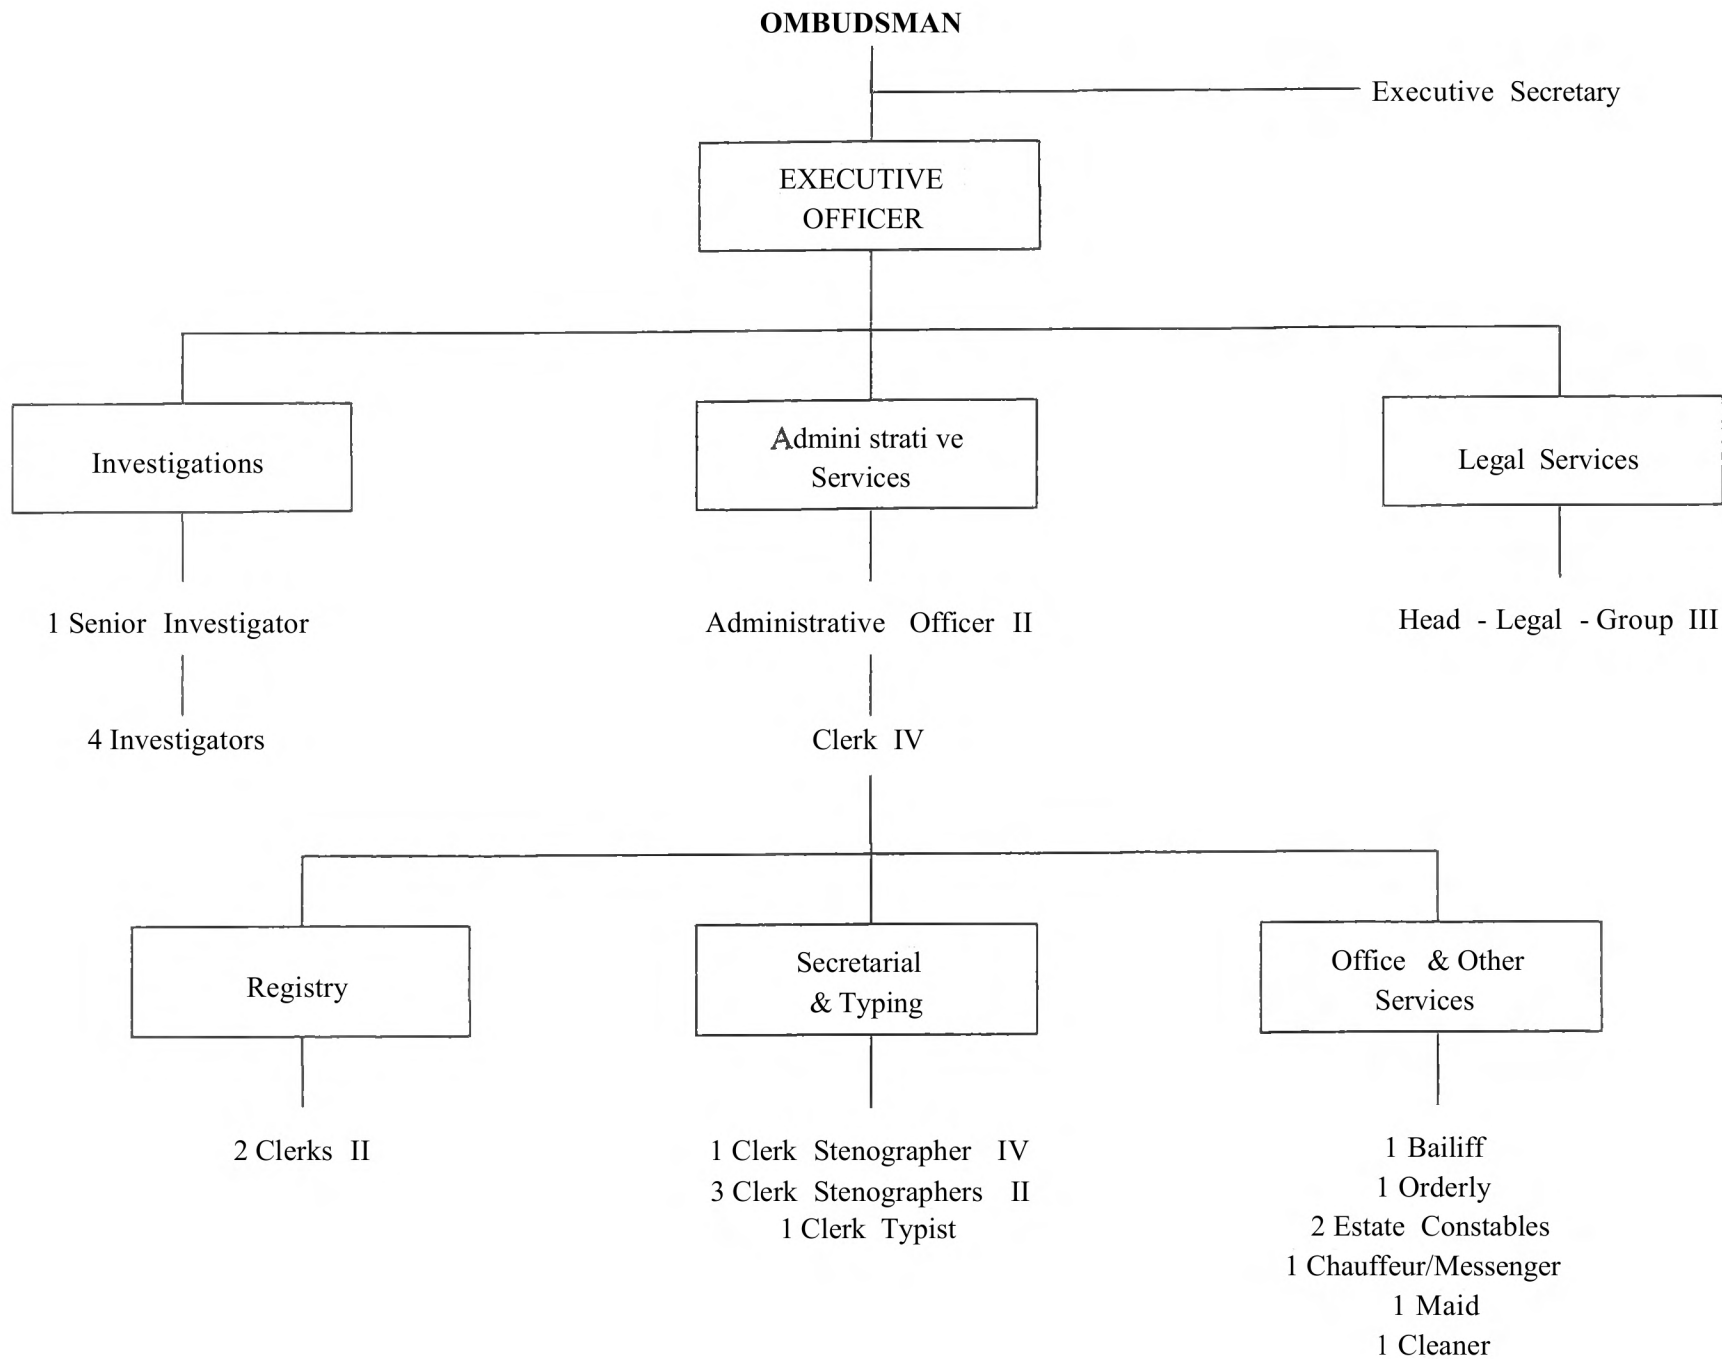 OMBUDSMAN
Executive Secretary
EXECUTIVE
OFFICER
Investigations
Admini strati ve
Services
Legal Services
1 Senior Investigator
Administrative Officer II
Head - Legal - Group III
4 Investigators
Clerk IV
Registry
Secretarial
& Typing
Office & Other
Services
2 Clerks II
1 Clerk Stenographer IV
3 Clerk Stenographers II
1 Clerk Typist
1 Bailiff
1 Orderly
2 Estate Constables
1 Chauffeur/Messenger
1 Maid
1 Cleaner